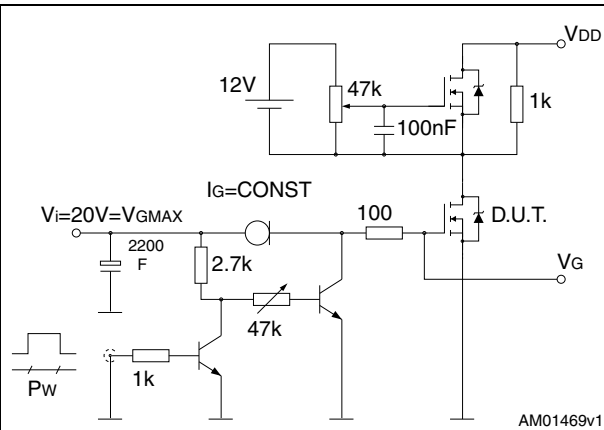 VDD
12V
47k
1k
100nF
IG=CONST
Vi=20V=VGMAX
100
D.U.T.
2200
F
2.7k
VG
47k
1k
PW
AM01469v1